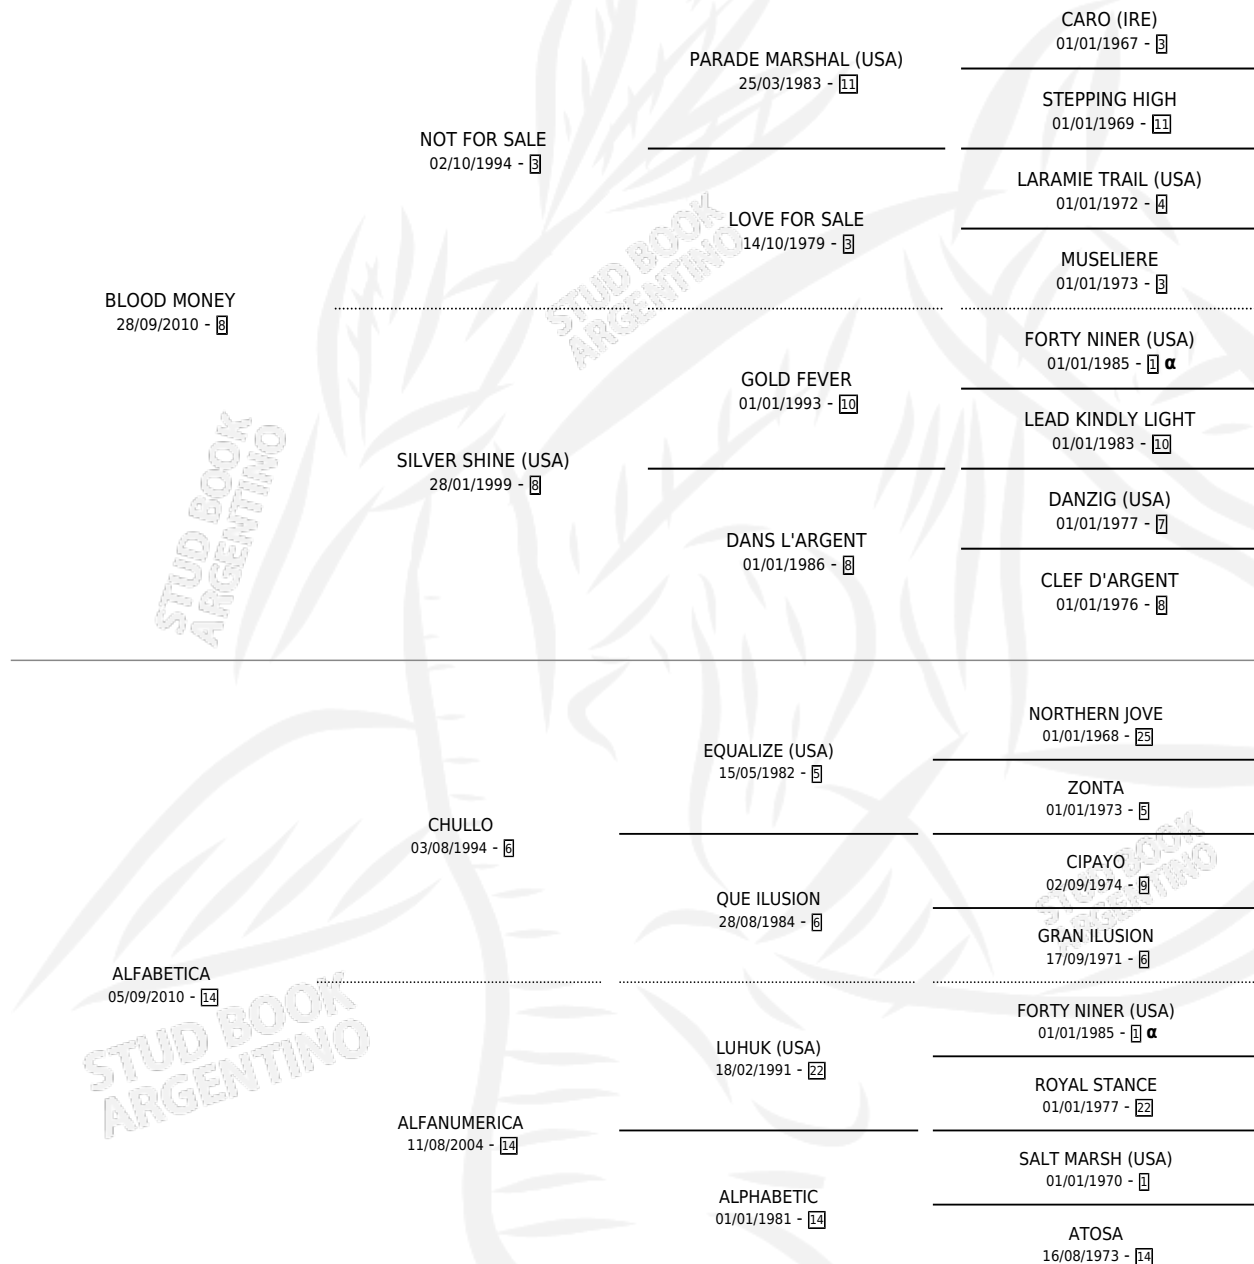 CARO (IRE)
01/01/1967 - 3
PARADE MARSHAL (USA)
25/03/1983 - 11
STEPPING HIGH
01/01/1969 - 11
NOT FOR SALE
02/10/1994 - 3
LARAMIE TRAIL (USA)
01/01/1972 - 4
LOVE FOR SALE
14/10/1979 - 3
MUSELIERE
01/01/1973 - 3
BLOOD MONEY
28/09/2010 - 8
FORTY NINER (USA)
01/01/1985 - 1 α
GOLD FEVER
01/01/1993 - 10
LEAD KINDLY LIGHT
01/01/1983 - 10
SILVER SHINE (USA)
28/01/1999 - 8
DANZIG (USA)
01/01/1977 - 7
DANS L'ARGENT
01/01/1986 - 8
CLEF D'ARGENT
01/01/1976 - 8
NORTHERN JOVE
01/01/1968 - 25
EQUALIZE (USA)
15/05/1982 - 5
ZONTA
01/01/1973 - 5
CHULLO
03/08/1994 - 6
CIPAYO
02/09/1974 - 9
QUE ILUSION
28/08/1984 - 6
GRAN ILUSION
17/09/1971 - 6
ALFABETICA
05/09/2010 - 14
FORTY NINER (USA)
01/01/1985 - 1 α
LUHUK (USA)
18/02/1991 - 22
ROYAL STANCE
01/01/1977 - 22
ALFANUMERICA
11/08/2004 - 14
SALT MARSH (USA)
01/01/1970 - 1
ALPHABETIC
01/01/1981 - 14
ATOSA
16/08/1973 - 14
STUD BOOK
ARGENTINO
STUD BOOK
ARGENTINO
STUD BOOK
ARGENTINO
STUD BOOK
ARGENTINO